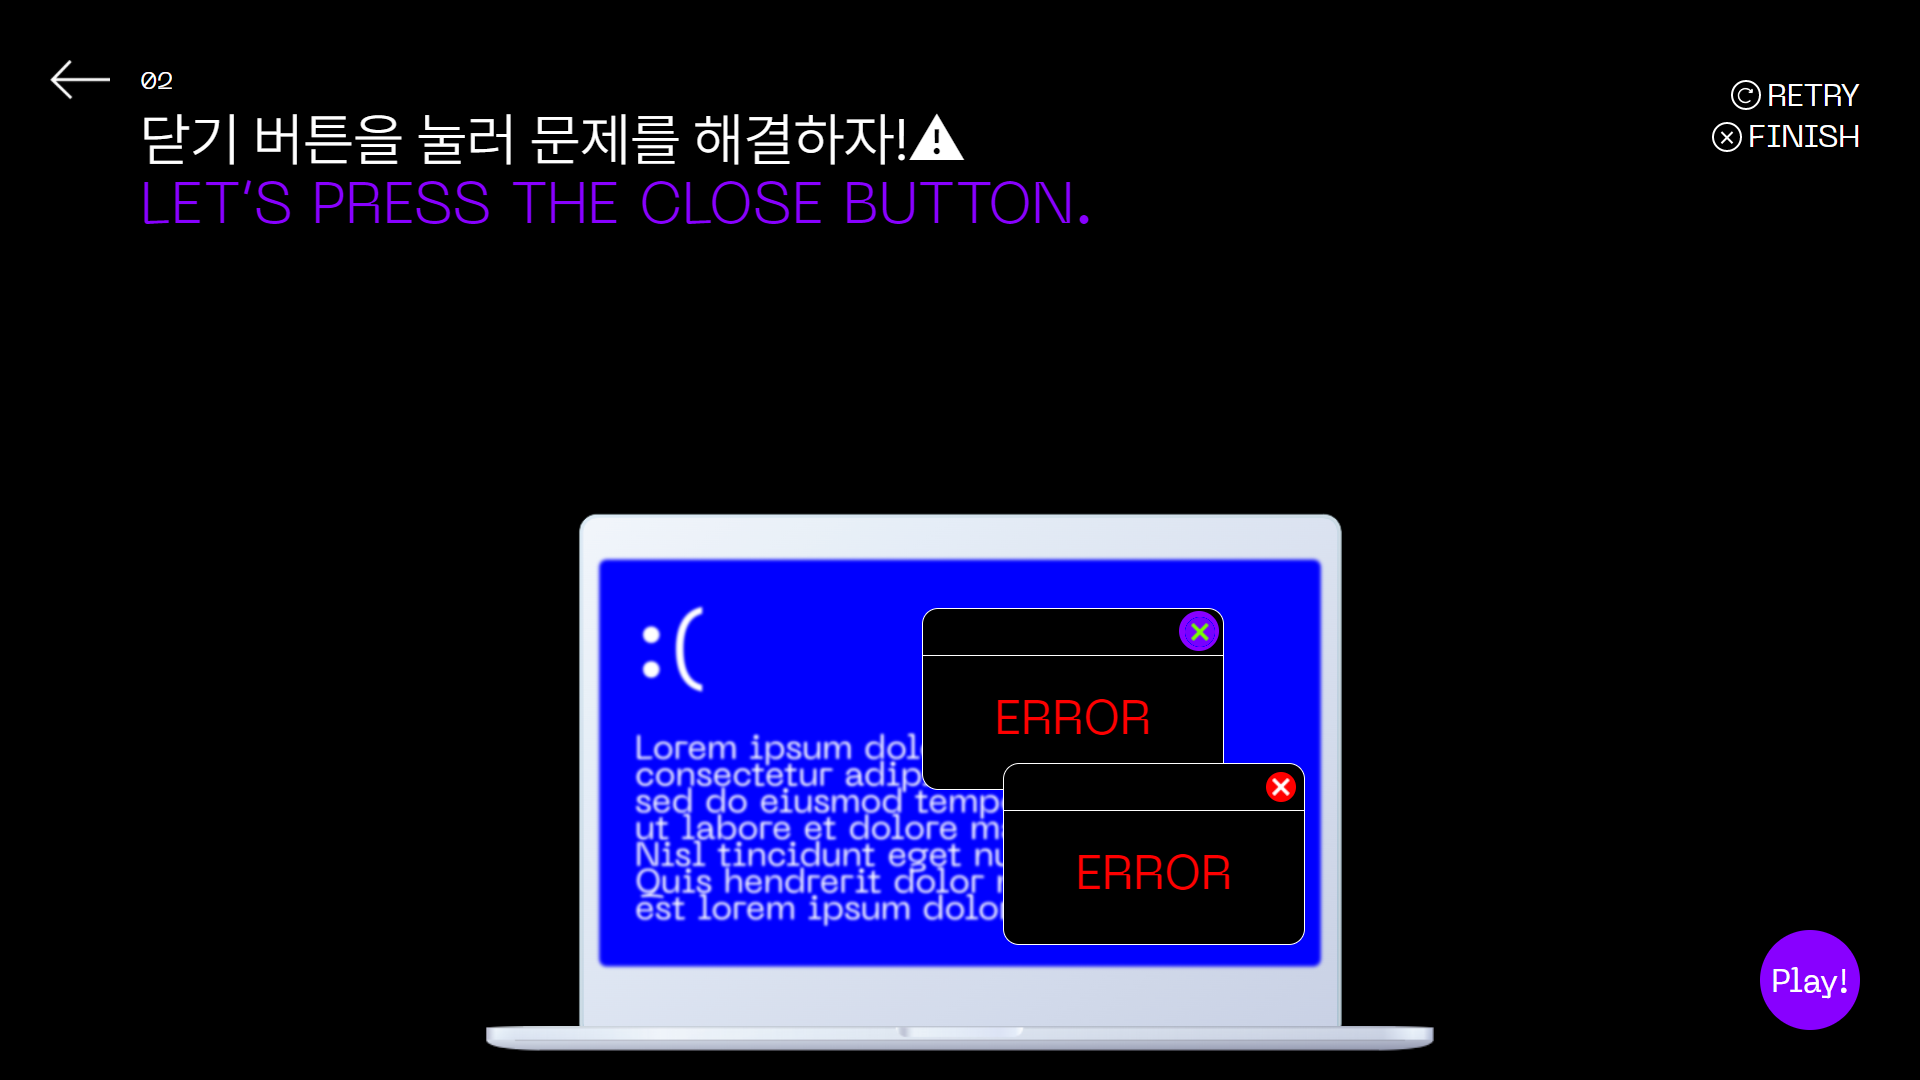 02
닫기 버튼을 눌러 문제를 해결하자!
LET'S PRESS THE CLOSE BUTTON.
RETRY
FINISH
:(
ERROR
Lorem ipsum dol
consectetur adip
sed do eiusmod temp
ut labore et dolore m
Nisl tincidunt eget nu
Quis hendrerit dolor
est lorem ipsum dolor
ERROR
Play!